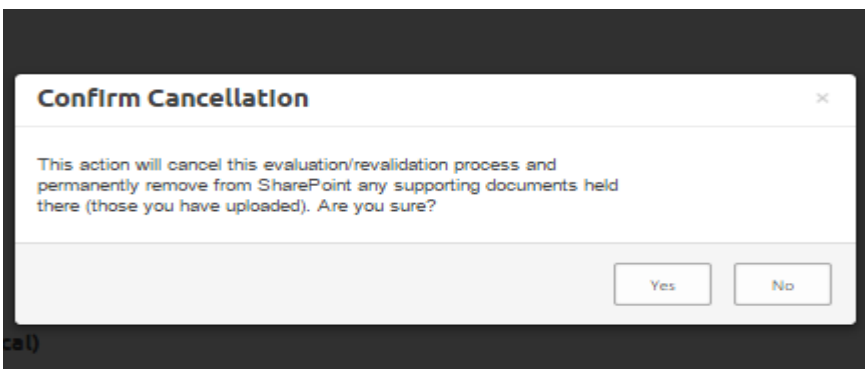 Confirm Cancellation
×
This action will cancel this evaluation/revalidation process and
permanently remove from SharePoint any supporting documents held
there (those you have uploaded). Are you sure?
Yes No
cal)